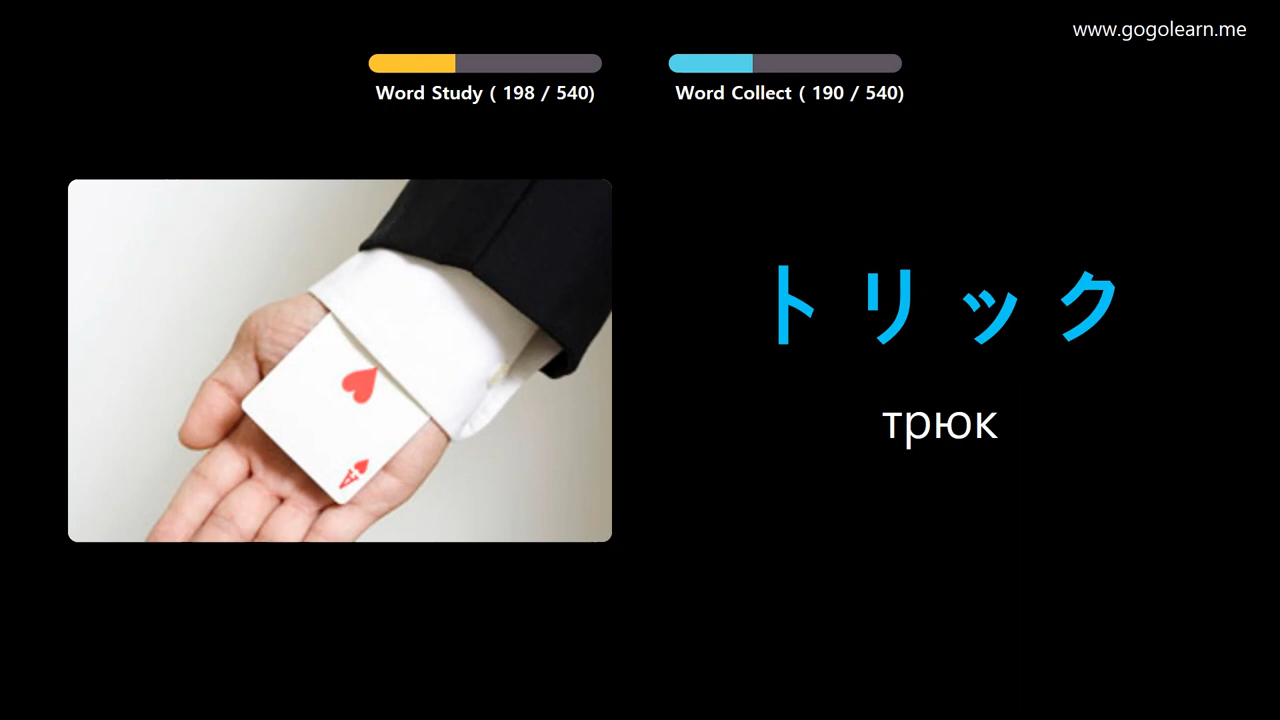 www.gogolearn.me
Word Study ( 198 / 540)
Word Collect ( 190 / 540)
A
トリック
трюк